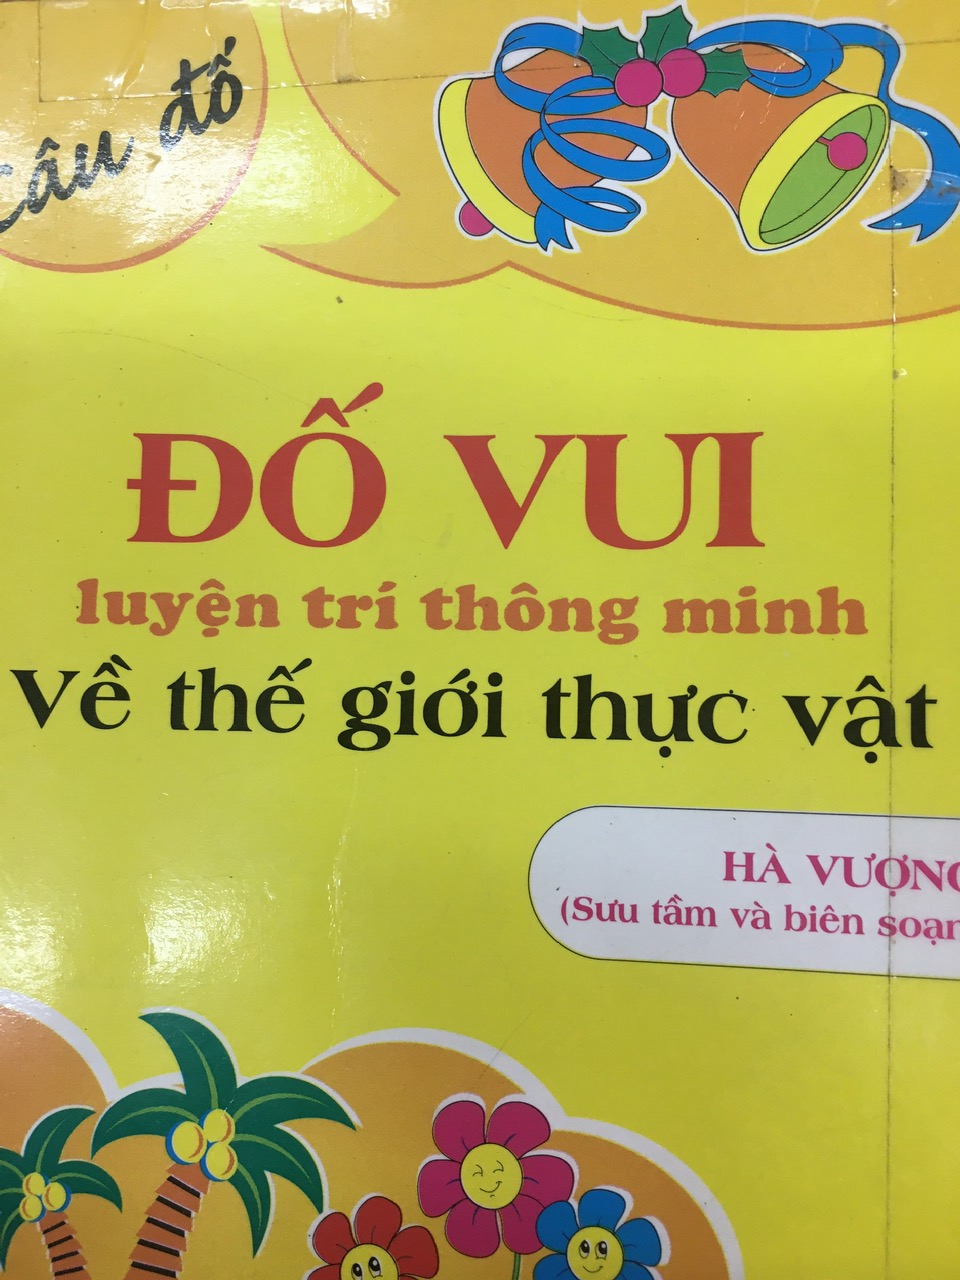 Câu đố
ĐỐ VUI
luyện trí thông minh
Về thế giới thực vật
HÀ VƯỢNG
(Sưu tầm và biên soạn